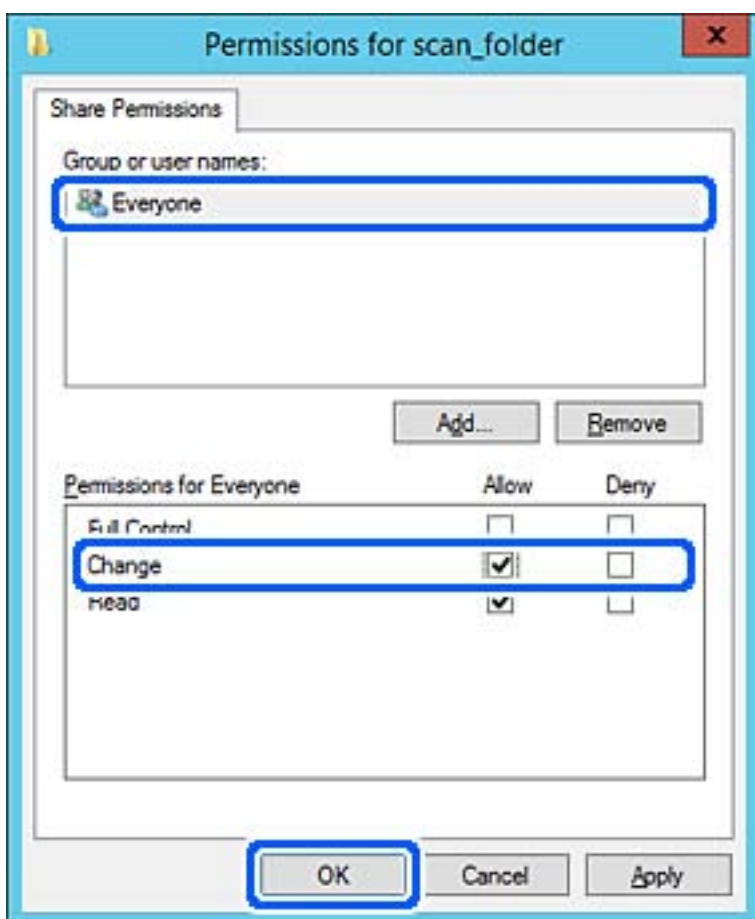 Permissions for scan_folder
x
Share Permissions
Group or user names:
Everyone
Add... Remove
Permissions for Everyone Allow Deny
Full Control
Change
Read
OK Cancel Apply